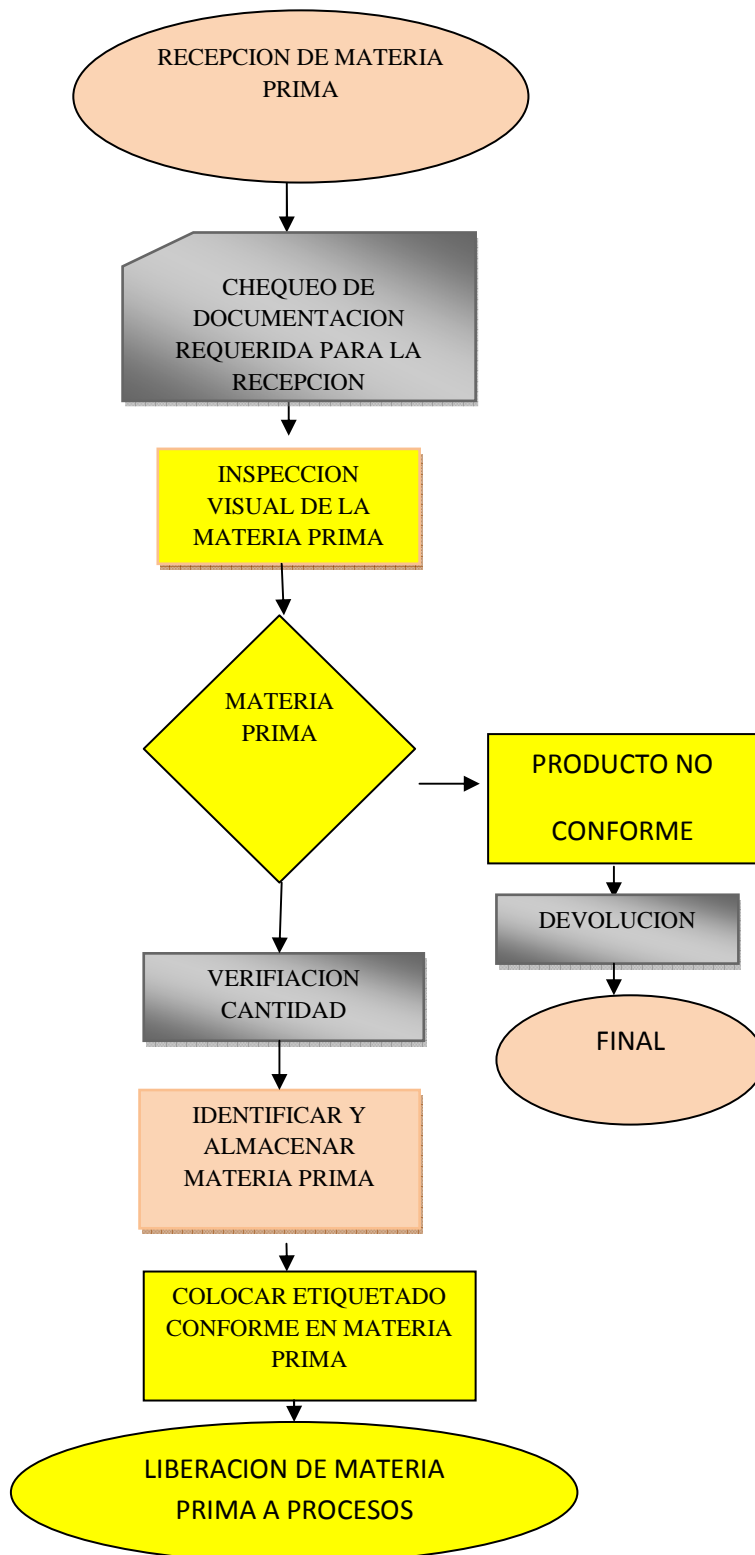 RECEPCION DE MATERIA
PRIMA
CHEQUEO DE
DOCUMENTACION
REQUERIDA PARA LA
RECEPCION
INSPECCION
VISUAL DE LA
MATERIA PRIMA
MATERIA
PRIMA
PRODUCTO NO
CONFORME
DEVOLUCION
FINAL
VERIFIACION
CANTIDAD
IDENTIFICAR Y
ALMACENAR
MATERIA PRIMA
COLOCAR ETIQUETADO
CONFORME EN MATERIA
PRIMA
LIBERACION DE MATERIA
PRIMA A PROCESOS